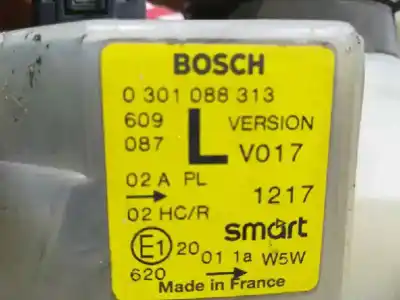 BOSCH
0 301 088 313
609 L VERSION
087 V017
02 A PL
1217
02 HC/R
smart
E1 20 01 1a W5W
620
Made in France